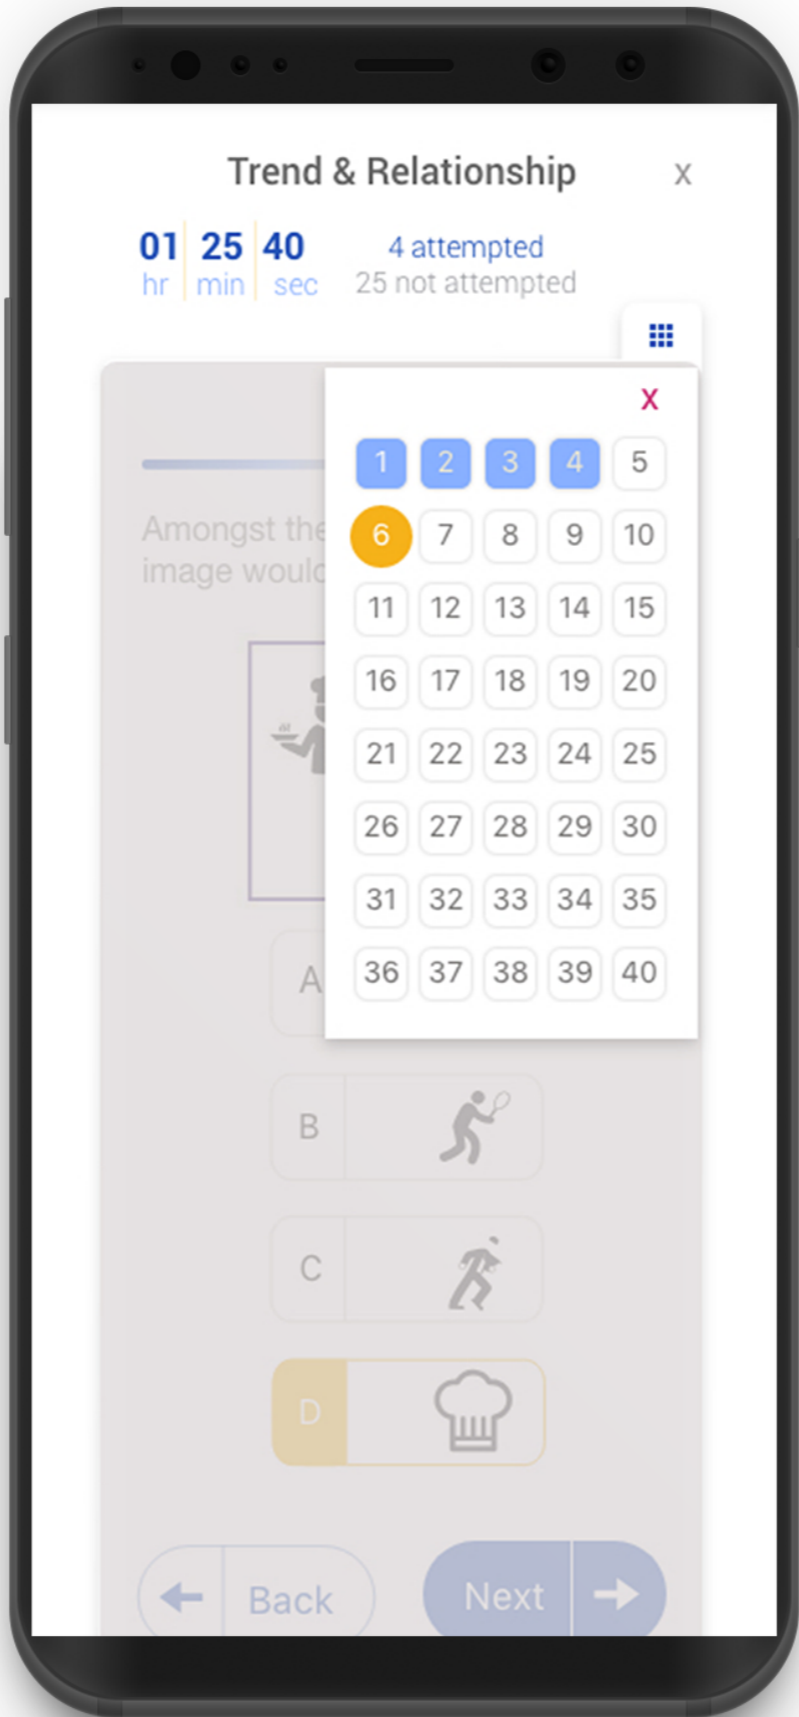 Trend & Relationship X
01 25 40
hr min sec
4 attempted
25 not attempted
X
1 2 3 4 5
6 7 8 9 10
11 12 13 14 15
16 17 18 19 20
21 22 23 24 25
26 27 28 29 30
31 32 33 34 35
36 37 38 39 40
Amongst the
image would
A
B
C
D
Back Next